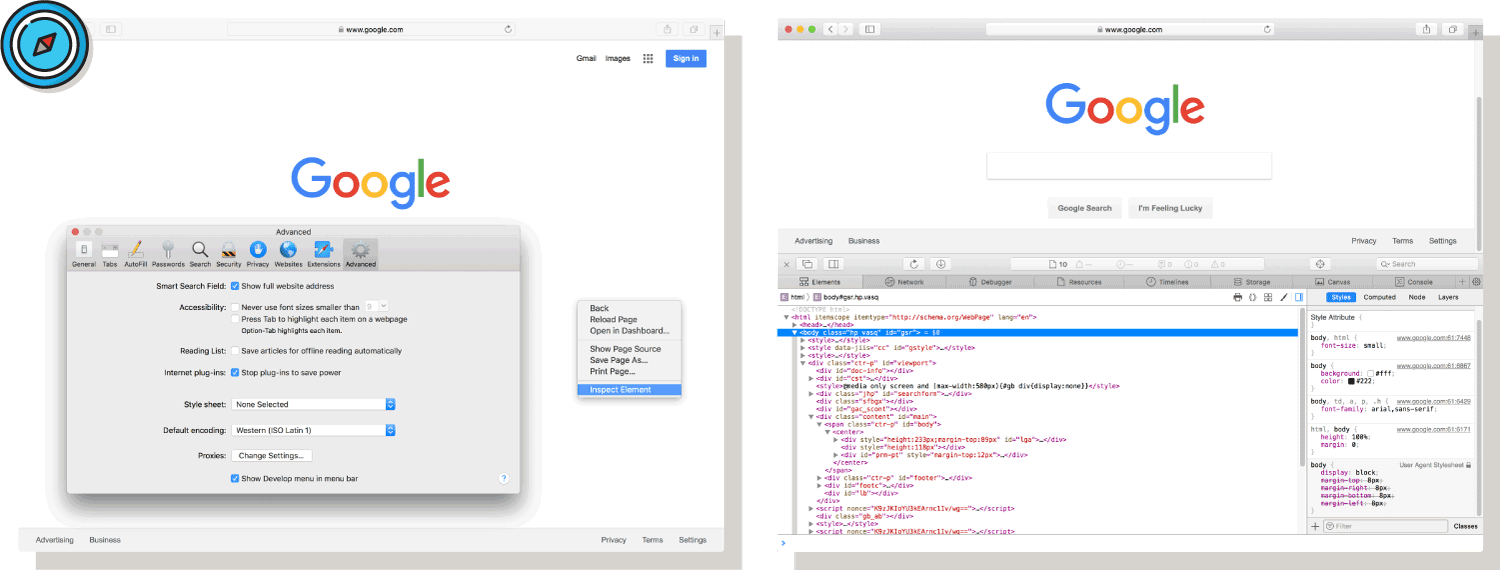 www.google.com
Gmail Images Sign in
Google
Advanced
General Tabs AutoFill Passwords Search Security Privacy Websites Extensions Advanced
Smart Search Field: Show full website address
Accessibility: Never use font sizes smaller than 9
Press Tab to highlight each item on a webpage
Option-Tab highlights each item.
Reading List: Save articles for offline reading automatically
Internet plug-ins: Stop plug-ins to save power
Style sheet: None Selected
Default encoding: Western (ISO Latin 1)
Proxies: Change Settings...
Show Develop menu in menu bar
?
Back
Reload Page
Open in Dashboard...
Show Page Source
Save Page As...
Print Page...
Inspect Element
Advertising Business Privacy Terms Settings
www.google.com
Google
Google Search I'm Feeling Lucky
Advertising Business Privacy Terms Settings
10 Search
Elements Network Debugger Resources Timelines Storage Canvas Console
E html E body#gsr.hp.vasq
Styles Computed Node Layers
<!DOCTYPE html>
<html itemscope itemtype="http://schema.org/WebPage" lang="en">
<head>…</head>
<body class="hp vasq" id="gsr"> = $0
<style>…</style>
<style data-jiis="cc" id="gstyle">…</style>
<style>…</style>
<div class="ctr-p" id="viewport">
<div id="doc-info"></div>
<div id="cst">…</div>
<style>@media only screen and (max-width:580px){#gb div{display:none}}</style>
<div class="jhp" id="searchform">…</div>
<div class="sfbgx"></div>
<div id="gac_scont"></div>
<div class="content" id="main">
<span class="ctr-p" id="body">
<center>
<div style="height:233px;margin-top:89px" id="lga">…</div>
<div style="height:118px"></div>
<div id="prm-pt" style="margin-top:12px">…</div>
</center>
</span>
<div class="ctr-p" id="footer">…</div>
<div id="footc">…</div>
<div id="lb"></div>
</div>
<div class="gb_ab"></div>
<style>…</style>
Style Attribute {
}
body, html { www.google.com:61:7448
font-size: small;
}
body { www.google.com:61:6867
background: #fff;
color: #222;
}
body, td, a, p, .h { www.google.com:61:6429
font-family: arial,sans-serif;
}
html, body { www.google.com:61:6171
height: 100%;
margin: 0;
}
body { User Agent Stylesheet
display: block;
margin-top: 8px;
margin-right: 8px;
margin-bottom: 8px;
margin-left: 8px;
}
Filter Classes